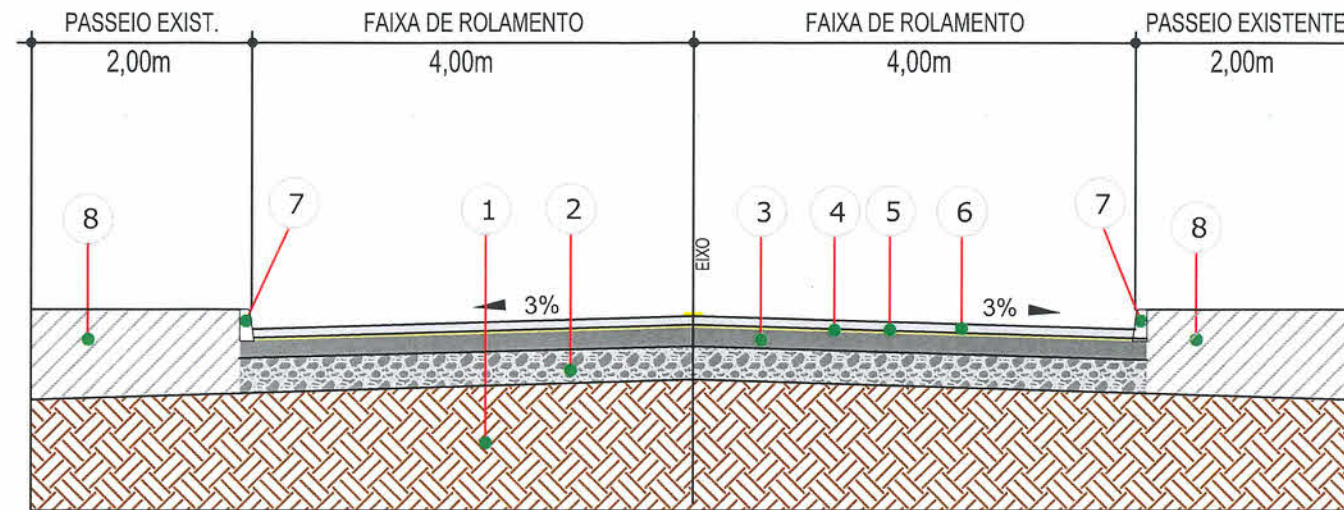 PASSEIO EXIST. FAIXA DE ROLAMENTO FAIXA DE ROLAMENTO PASSEIO EXISTENTE
2,00m 4,00m 4,00m 2,00m
8 7 1 2 3 4 5 6 7 8
EIXO
3% 3%